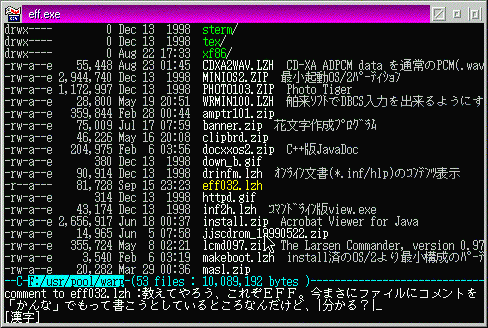 eff.exe
drwx---- 0 Dec 13 1998 sterm/
drwx---- 0 Dec 13 1998 tex/
drwx---- 0 Aug 22 17:33 xf86/
-rw-a--e 55,448 Aug 23 01:45 CDXA2WAV.LZH CD-XA ADPCM data を通常のPCM(.wav
-rw-a--e 2,944,740 Dec 13 1998 MINIOS2.ZIP 最小起動OS/2パーティション
-rw-a--e 1,172,997 Dec 13 1998 PHOTO103.ZIP Photo Tiger
-rw-a--e 28,800 May 19 20:51 WRMIN100.LZH 舶来ソフトでDBCS入力を出来るようにす
-rw-a--e 359,844 Feb 28 00:44 amptr101.zip
-rw-a--e 75,009 Jul 17 07:59 banner.zip 花文字作成プログラム
-rw-a--e 46,226 May 16 20:08 clipbrd.zip
-rw-a--e 204,975 Feb 6 03:56 docxxos2.zip C++版JavaDoc
-rw-a--e 380 Dec 13 1998 down_b.gif
-rw-a--e 90,914 Dec 13 1998 drinfm.lzh オフライン文書(*.inf/hlp)のコンテンツ表示
-r--a--- 81,728 Sep 15 23:23 eff032.lzh
-rw-a--e 314 Dec 13 1998 httpd.gif
-rw-a--e 43,174 Dec 13 1998 inf2h.lzh コマンドライン版view.exe
-rw-a--e 2,656,917 Jun 18 00:37 install.zip Acrobat Viewer for Java
-rw-a--e 14,965 Jun 5 07:58 jjscdrom_19990522.zip
-rw-a--e 355,724 May 8 02:21 lcmd097.zip The Larsen Commander, version 0.97
-rw-a--e 3,190 Feb 6 03:13 makeboot.lzh install済のOS/2より最小構成のパーテ
-rw-a--e 20,282 Mar 29 00:36 masl.zip
--C-F:/usr/pool/warp-(53 files : 10,089,192 bytes )-----
comment to eff032.lzh :教えてやろう、これぞＥＦＦ。今まさにファイルにコメントを
「かんな」でもって書こうとしているところなんだけど、|分かる？|_
[漢字]